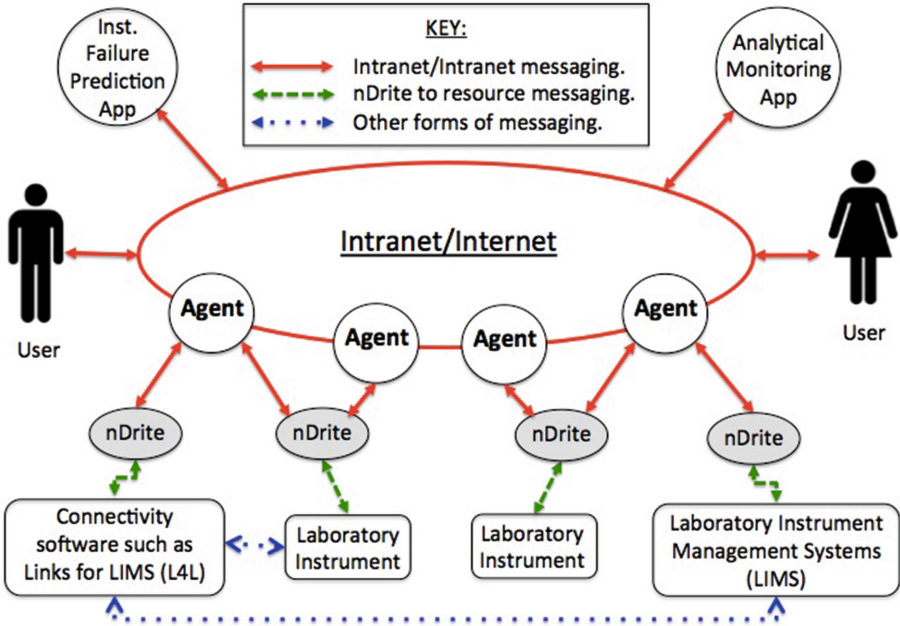 Inst.
Failure
Prediction
App
KEY:
Intranet/Intranet messaging.
nDrite to resource messaging.
Other forms of messaging.
Analytical
Monitoring
App
Intranet/Internet
User
User
Agent
Agent
Agent
Agent
nDrite
nDrite
nDrite
nDrite
Connectivity
software such as
Links for LIMS (L4L)
Laboratory
Instrument
Laboratory
Instrument
Laboratory Instrument
Management Systems
(LIMS)